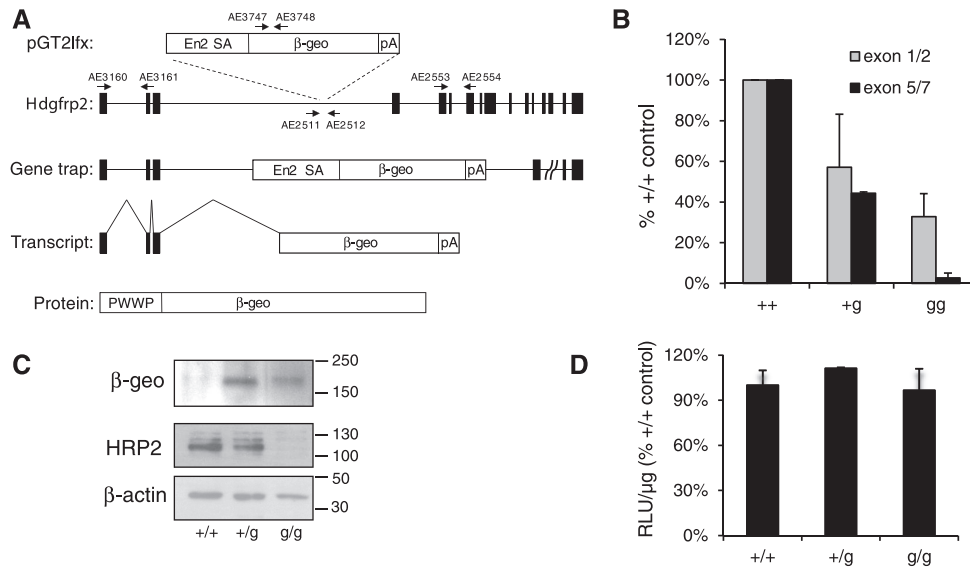 A
pGT2lfx:
AE3747 AE3748
En2 SA β-geo pA
AE3160 AE3161 AE2553 AE2554
Hdgfrp2:
AE2511 AE2512
Gene trap:
En2 SA β-geo pA
Transcript:
β-geo pA
Protein:
PWWP β-geo
B
120%
100%
80%
60%
40%
20%
0%
% +/+ control
exon 1/2
exon 5/7
++ +g gg
C
β-geo
250
150
HRP2
130
100
β-actin
50
30
+/+ +/g g/g
D
120%
90%
60%
30%
0%
RLU/µg (% +/+ control)
+/+ +/g g/g